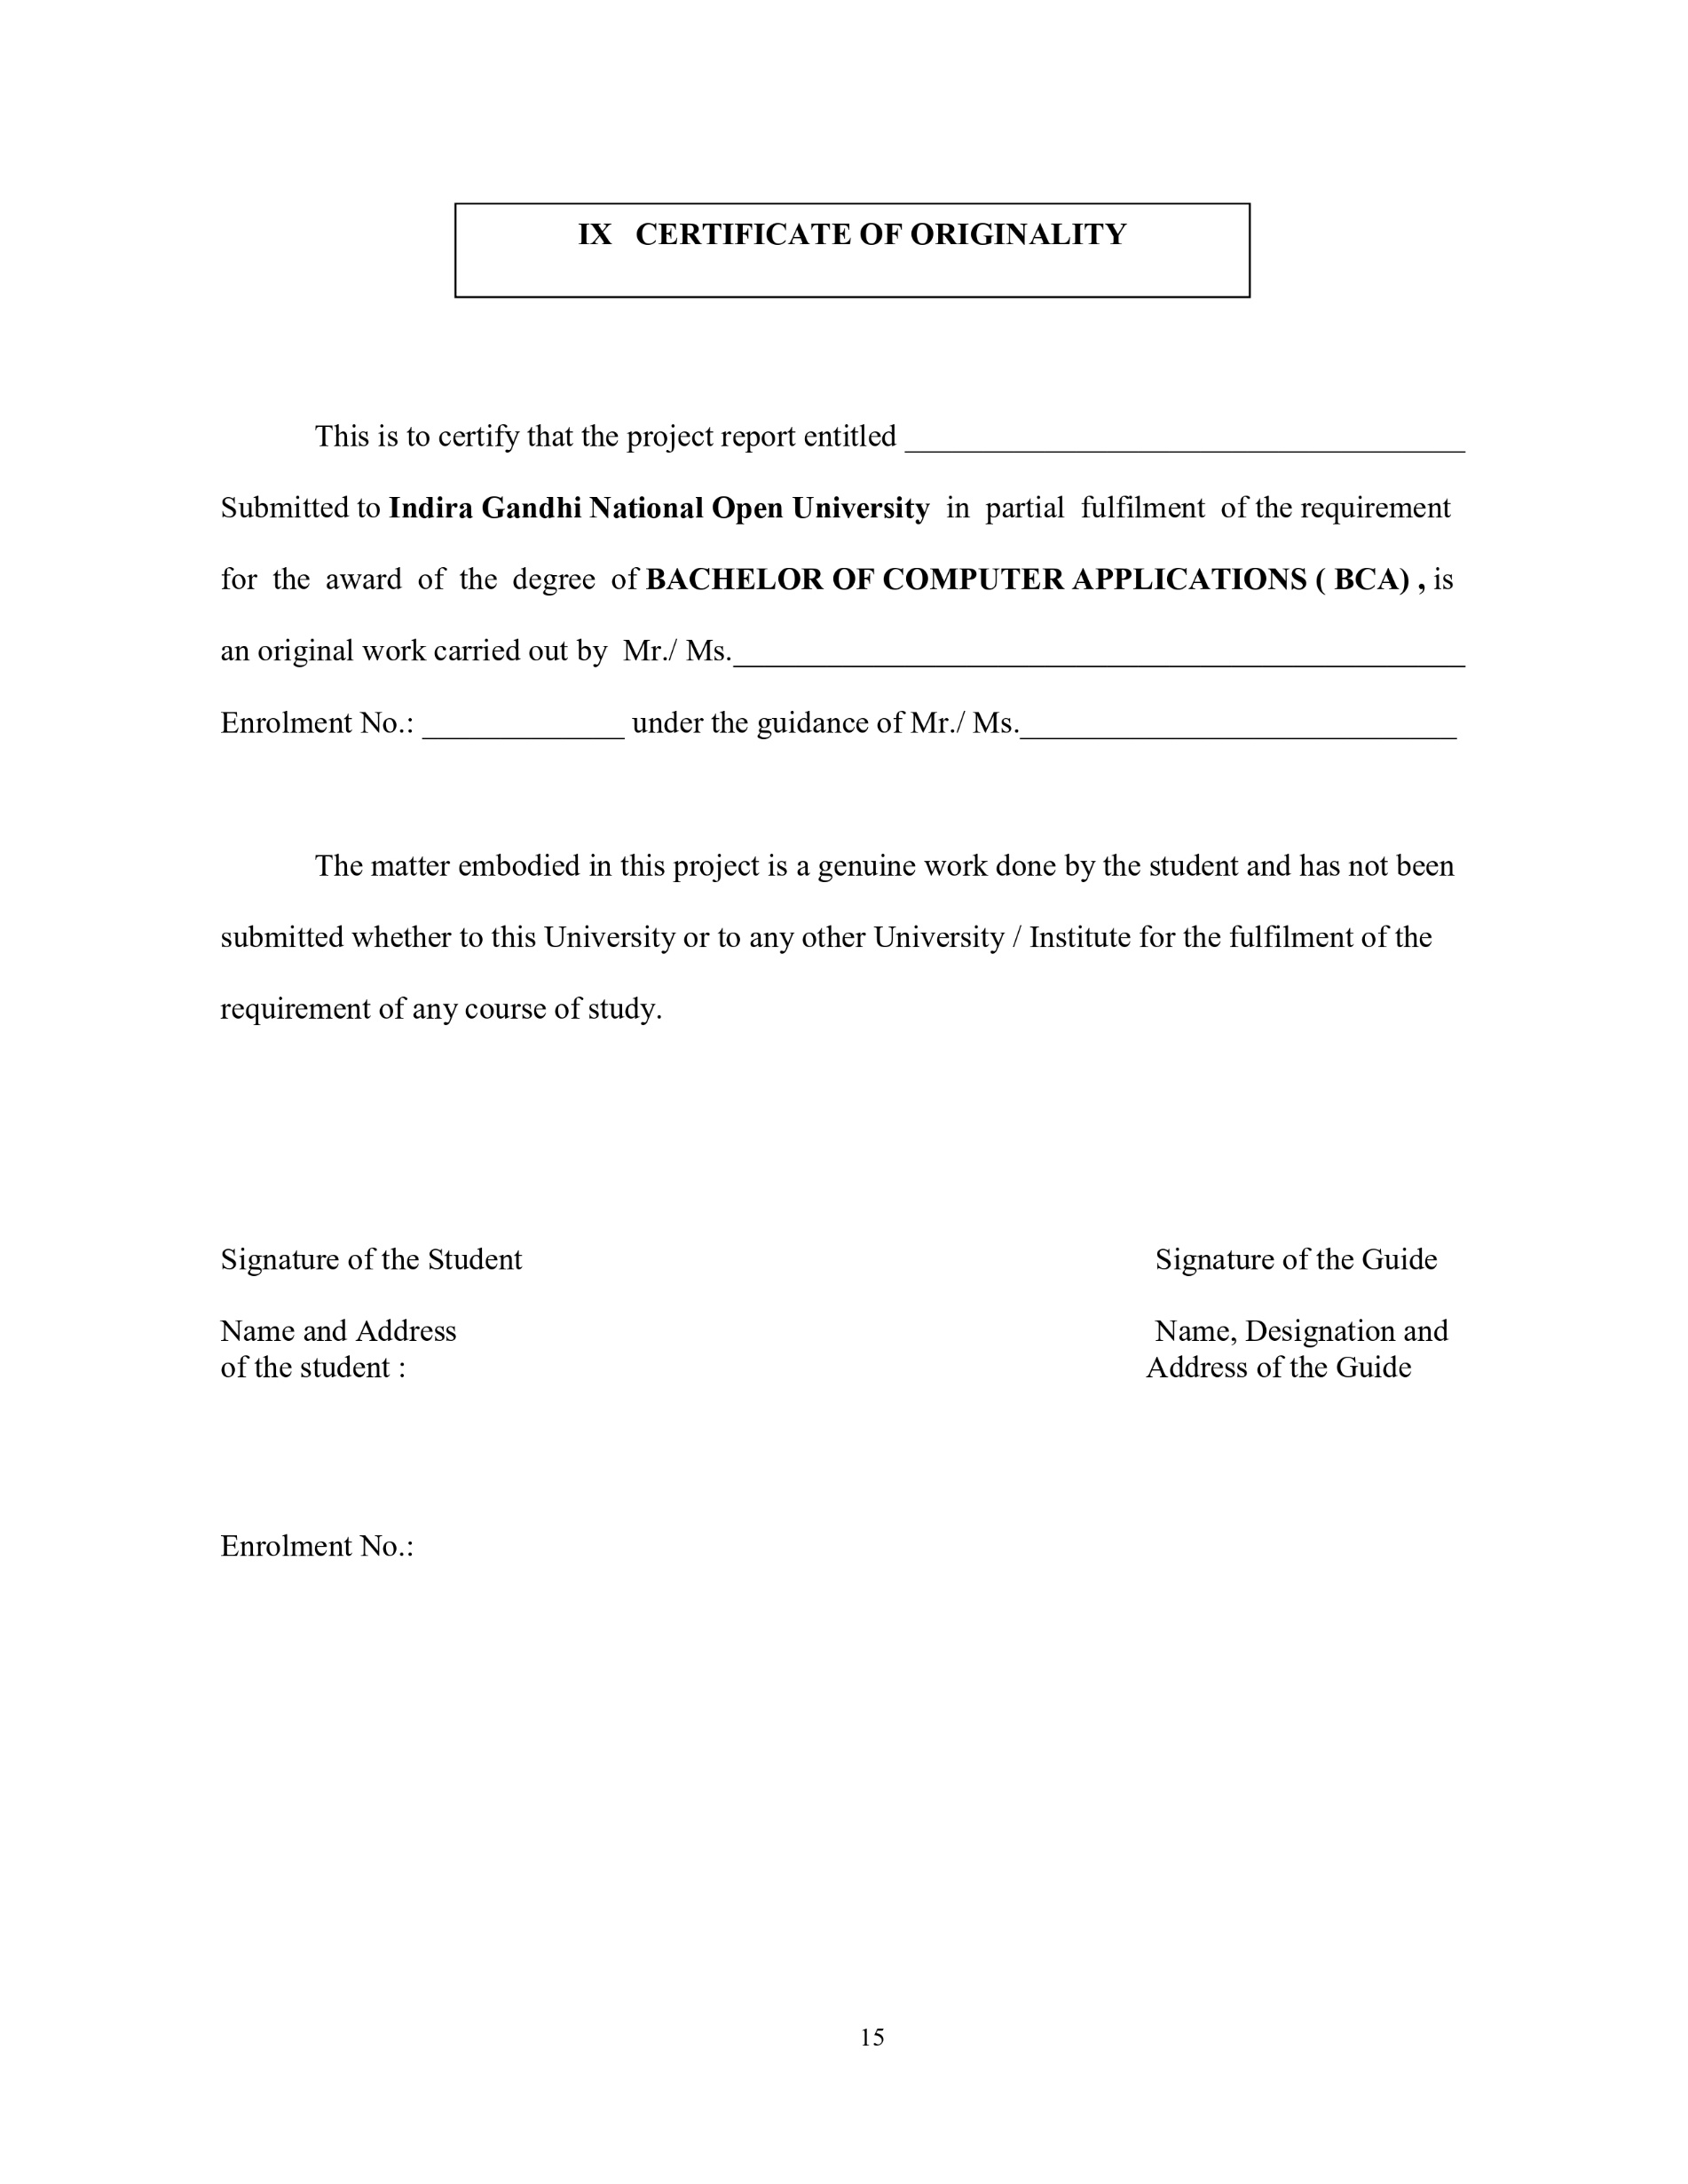 IX CERTIFICATE OF ORIGINALITY
This is to certify that the project report entitled ___________________________________
Submitted to Indira Gandhi National Open University in partial fulfilment of the requirement
for the award of the degree of BACHELOR OF COMPUTER APPLICATIONS ( BCA) , is
an original work carried out by Mr./ Ms.______________________________________________
Enrolment No.: _____________ under the guidance of Mr./ Ms.____________________________
The matter embodied in this project is a genuine work done by the student and has not been
submitted whether to this University or to any other University / Institute for the fulfilment of the
requirement of any course of study.
Signature of the Student Signature of the Guide
Name and Address Name, Designation and
of the student : Address of the Guide
Enrolment No.:
15